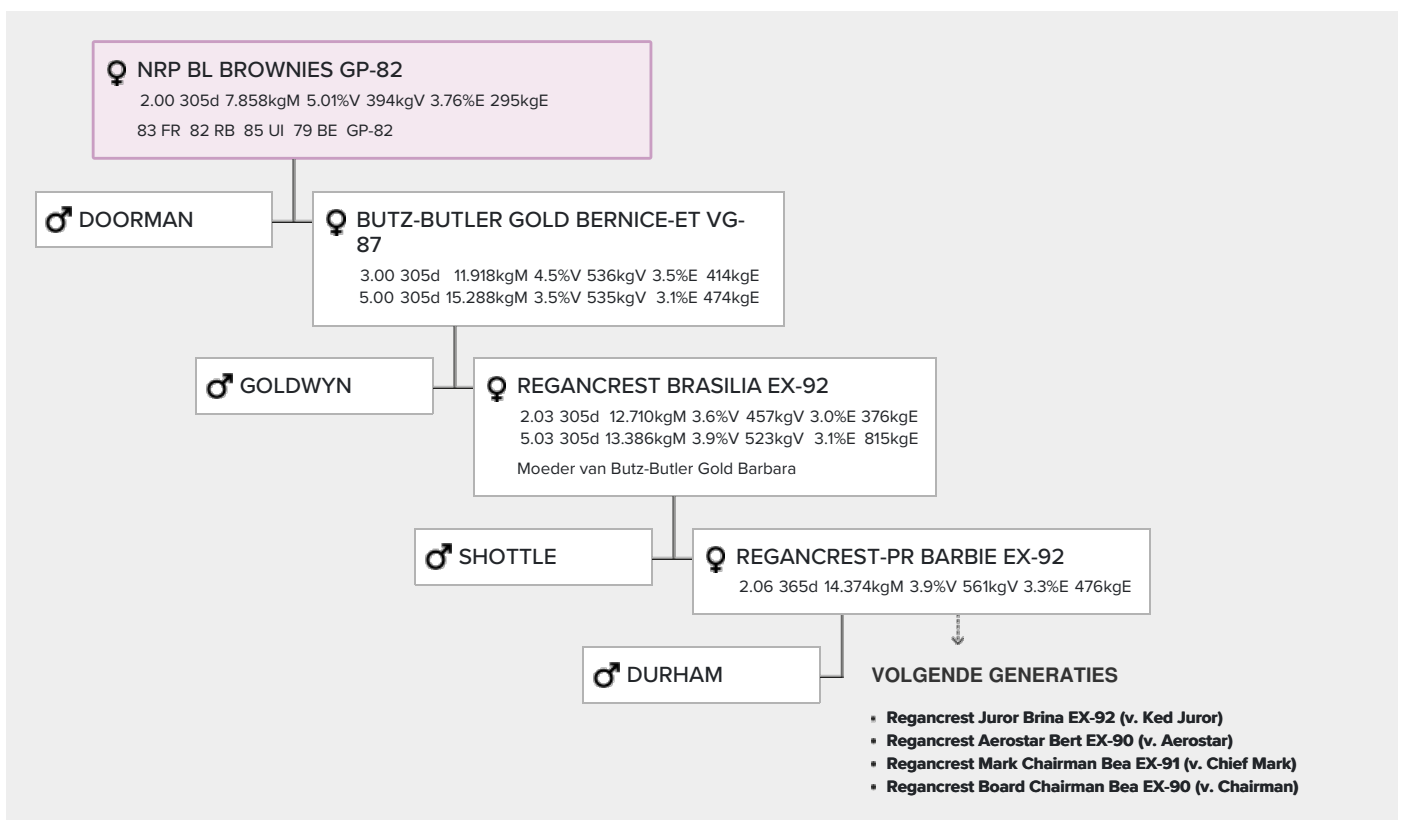 NRP BL BROWNIES GP-82
2.00 305d 7.858kgM 5.01%V 394kgV 3.76%E 295kgE
83 FR 82 RB 85 UI 79 BE GP-82
DOORMAN
BUTZ-BUTLER GOLD BERNICE-ET VG-
87
3.00 305d 11.918kgM 4.5%V 536kgV 3.5%E 414kgE
5.00 305d 15.288kgM 3.5%V 535kgV 3.1%E 474kgE
GOLDWYN
REGANCREST BRASILIA EX-92
2.03 305d 12.710kgM 3.6%V 457kgV 3.0%E 376kgE
5.03 305d 13.386kgM 3.9%V 523kgV 3.1%E 815kgE
Moeder van Butz-Butler Gold Barbara
SHOTTLE
REGANCREST-PR BARBIE EX-92
2.06 365d 14.374kgM 3.9%V 561kgV 3.3%E 476kgE
DURHAM
VOLGENDE GENERATIES
• Regancrest Juror Brina EX-92 (v. Ked Juror)
• Regancrest Aerostar Bert EX-90 (v. Aerostar)
• Regancrest Mark Chairman Bea EX-91 (v. Chief Mark)
• Regancrest Board Chairman Bea EX-90 (v. Chairman)